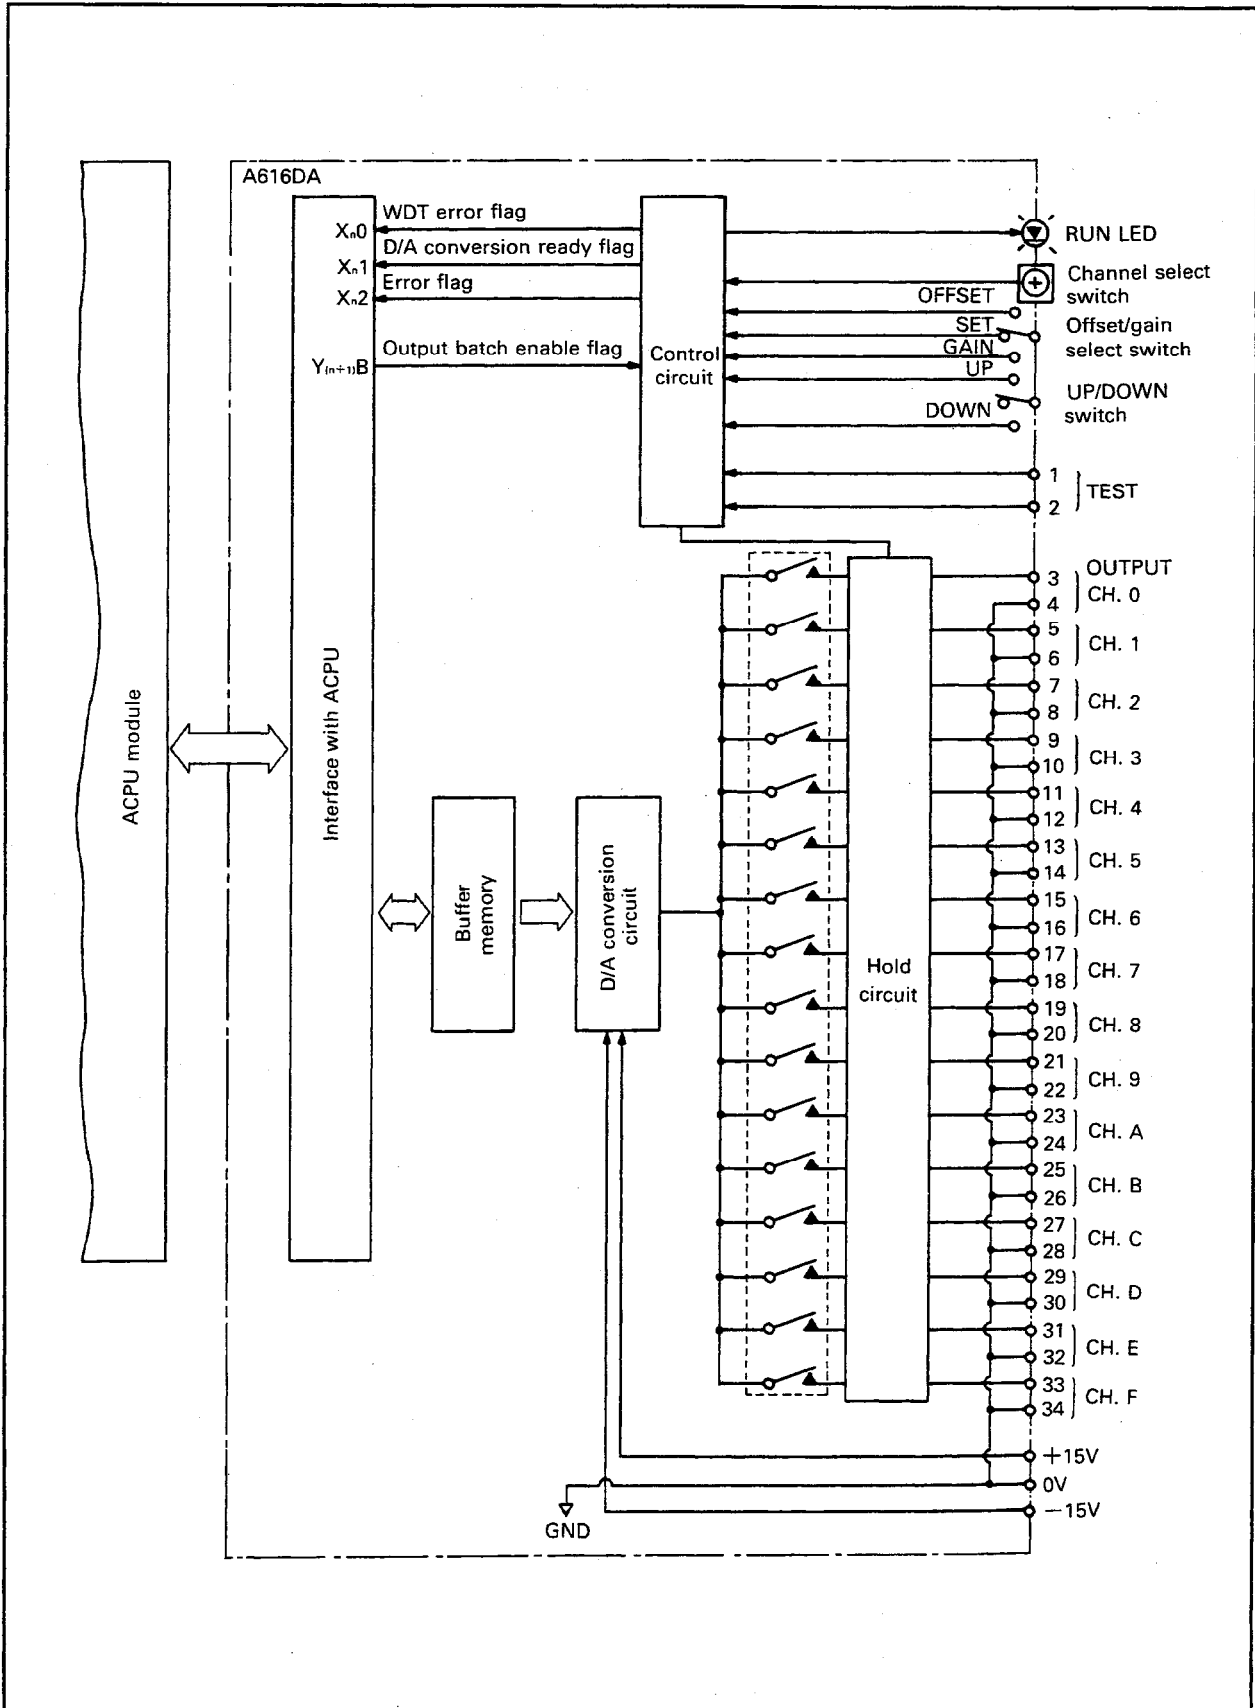 A616DA
Xn0
WDT error flag
Xn1
D/A conversion ready flag
Xn2
Error flag
Y(n+1)B
Output batch enable flag
Control
circuit
RUN LED
Channel select
switch
OFFSET
SET
GAIN
Offset/gain
select switch
UP
DOWN
UP/DOWN
switch
1
2
TEST
ACPU module
Interface with ACPU
Buffer
memory
D/A conversion
circuit
Hold
circuit
OUTPUT
3
4
CH. 0
5
6
CH. 1
7
8
CH. 2
9
10
CH. 3
11
12
CH. 4
13
14
CH. 5
15
16
CH. 6
17
18
CH. 7
19
20
CH. 8
21
22
CH. 9
23
24
CH. A
25
26
CH. B
27
28
CH. C
29
30
CH. D
31
32
CH. E
33
34
CH. F
+15V
0V
−15V
GND